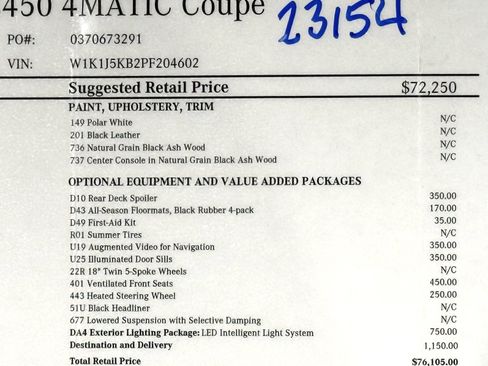 450 4MATIC Coupe 23154
PO#: 0370673291
VIN: W1K1J5KB2PF204602
Suggested Retail Price $72,250
PAINT, UPHOLSTERY, TRIM
149 Polar White N/C
201 Black Leather N/C
736 Natural Grain Black Ash Wood N/C
737 Center Console in Natural Grain Black Ash Wood N/C
OPTIONAL EQUIPMENT AND VALUE ADDED PACKAGES
D10 Rear Deck Spoiler 350.00
D43 All-Season Floormats, Black Rubber 4-pack 170.00
D49 First-Aid Kit 35.00
R01 Summer Tires N/C
U19 Augmented Video for Navigation 350.00
U25 Illuminated Door Sills 350.00
22R 18" Twin 5-Spoke Wheels N/C
401 Ventilated Front Seats 450.00
443 Heated Steering Wheel 250.00
51U Black Headliner N/C
677 Lowered Suspension with Selective Damping N/C
DA4 Exterior Lighting Package: LED Intelligent Light System 750.00
Destination and Delivery 1,150.00
Total Retail Price $76,105.00